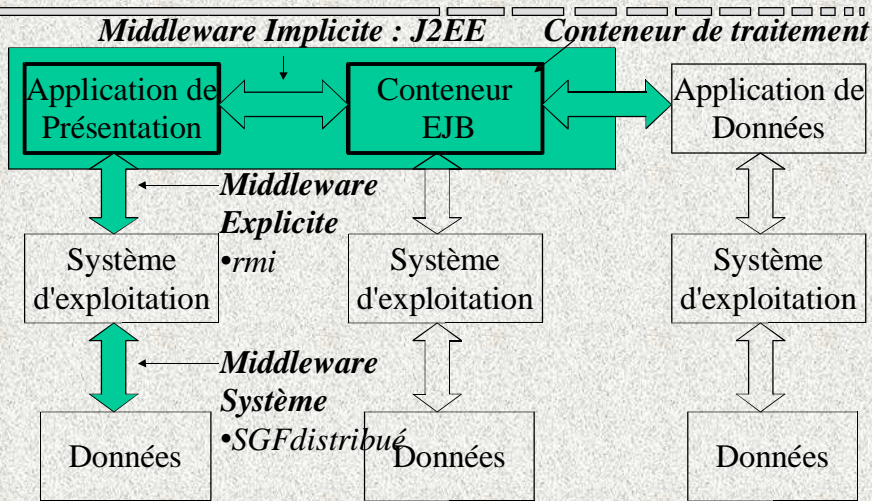 Middleware Implicite : J2EE
Conteneur de traitement
Application de
Présentation
Conteneur
EJB
Application de
Données
Middleware
Explicite
•rmi
Système
d'exploitation
Système
d'exploitation
Système
d'exploitation
Middleware
Système
•SGFdistribué
Données
Données
Données